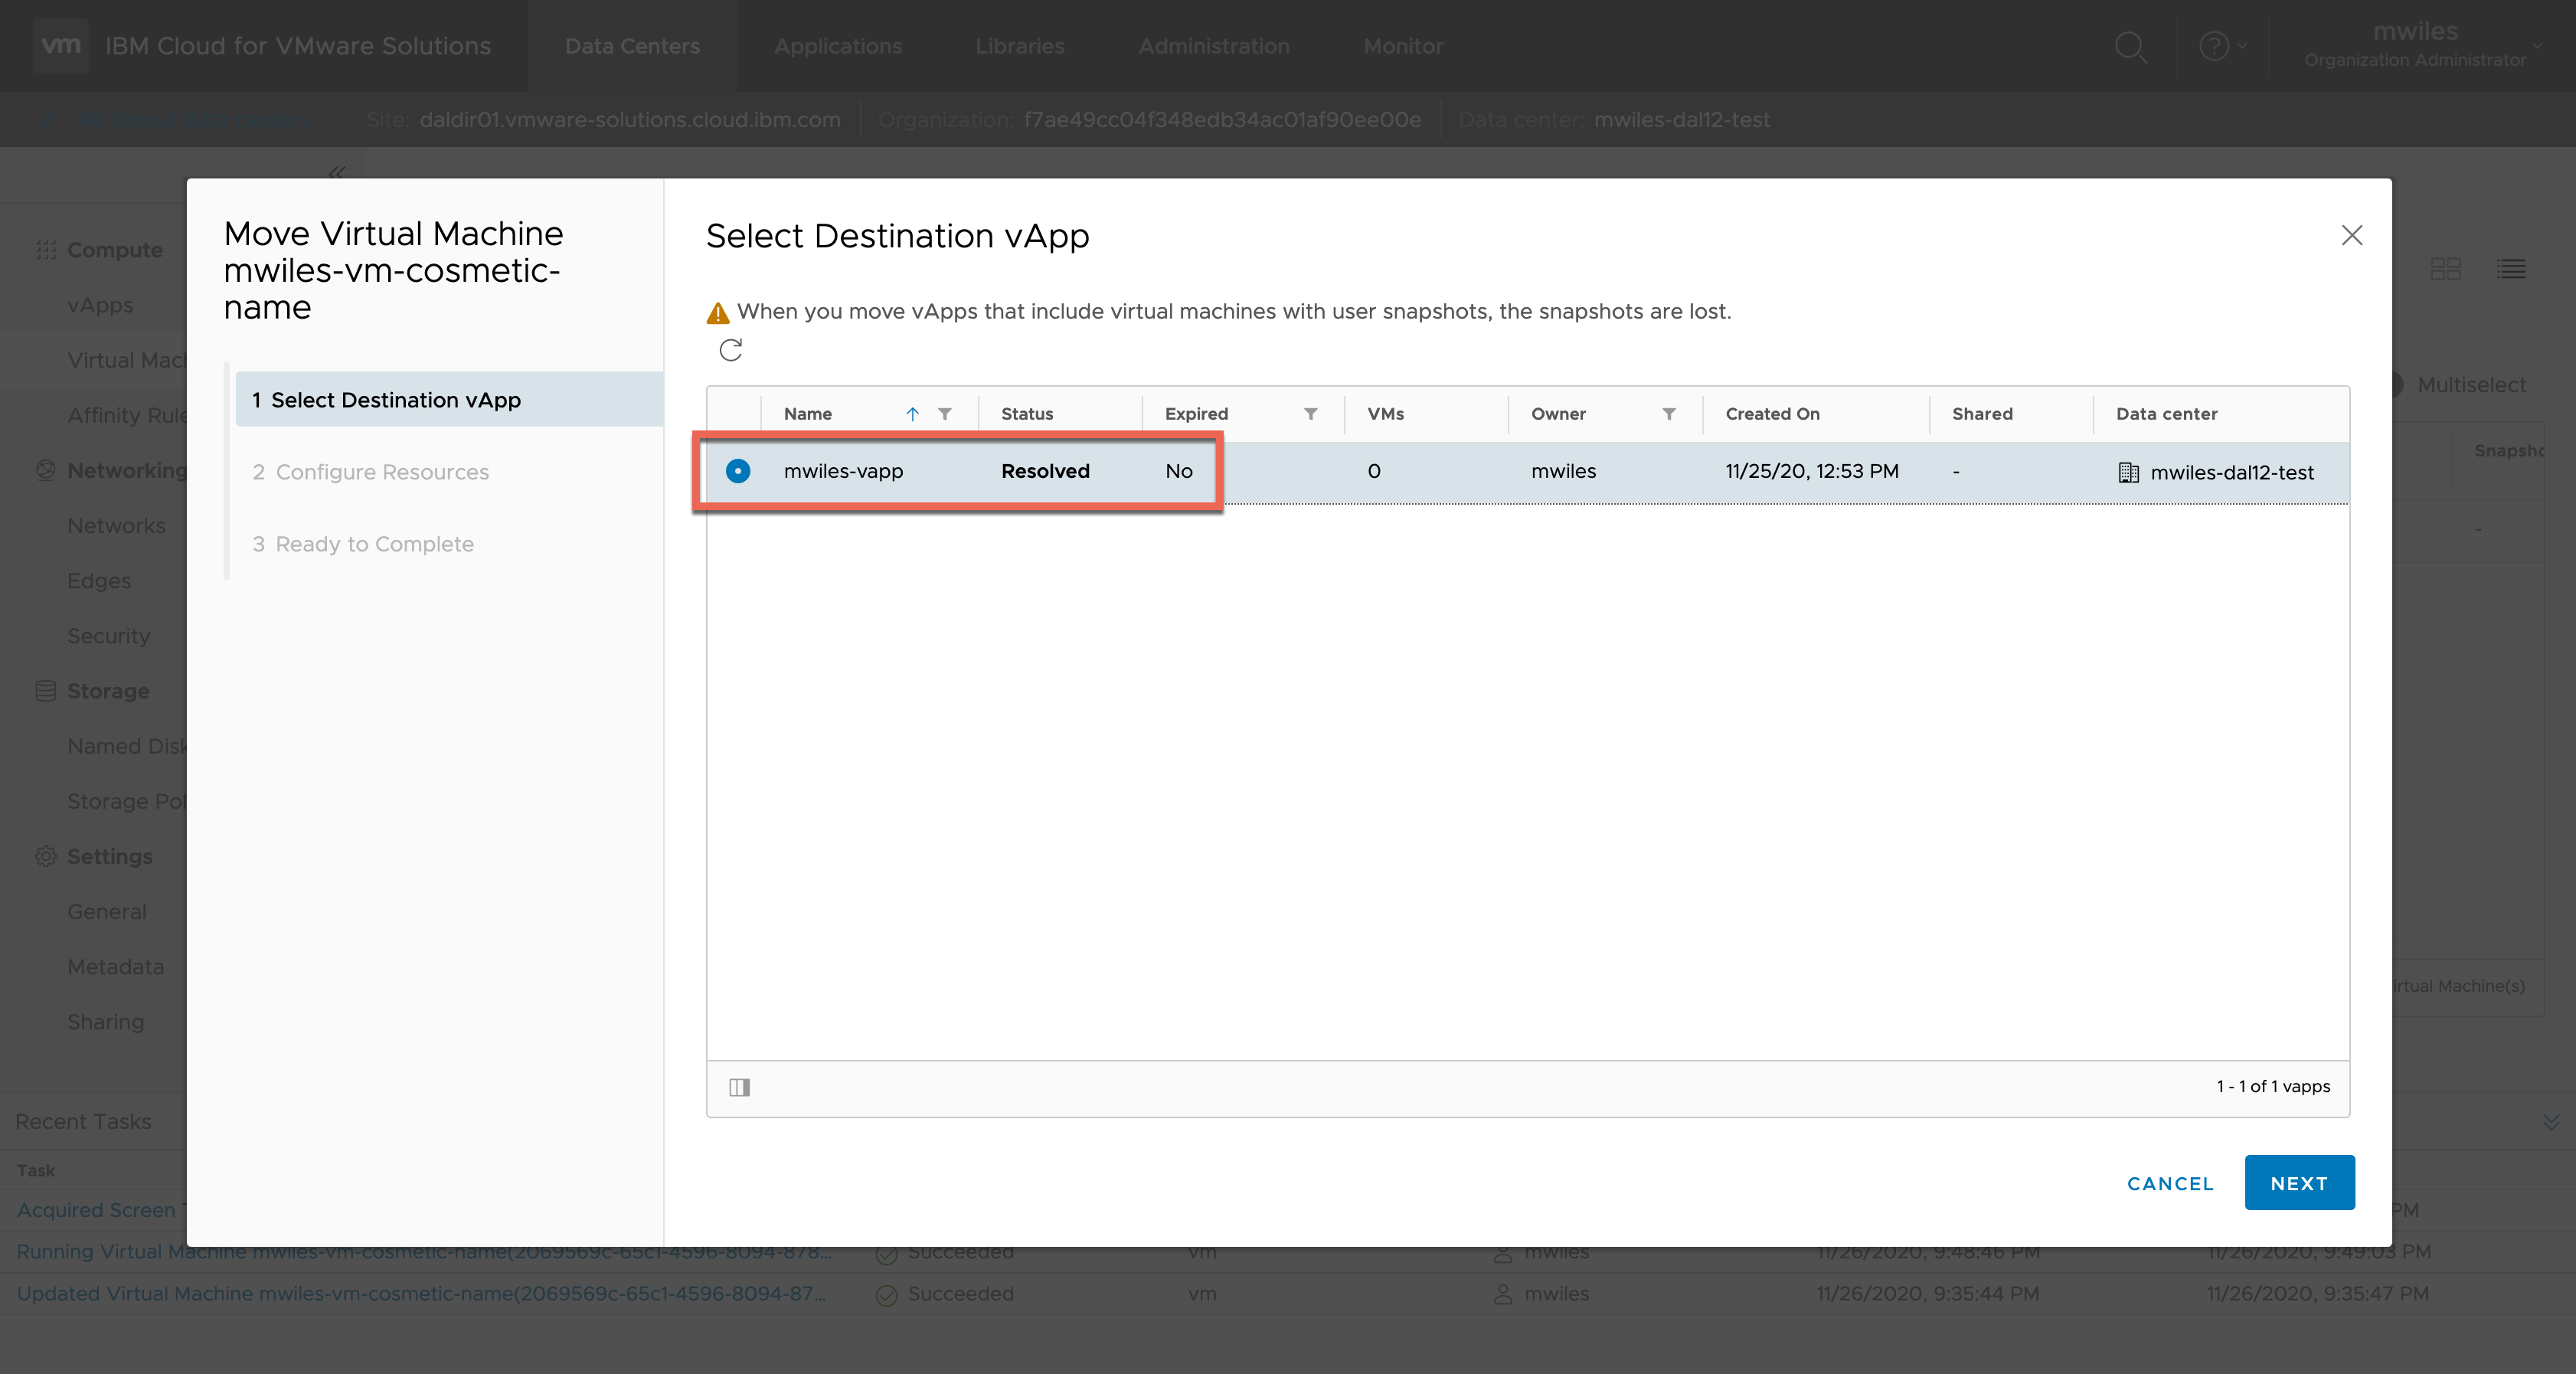 vm IBM Cloud for VMware Solutions Data Centers Applications Libraries Administration Monitor mwiles
Organization Administrator
Site: daldir01.vmware-solutions.cloud.ibm.com Organization: f7ae49cc04f348edb34ac01af90ee00e Data center: mwiles-dal12-test
Compute
vApps
Virtual Mach
Affinity Rule
Networking
Networks
Edges
Security
Storage
Named Disk
Storage Pol
Settings
General
Metadata
Sharing
Move Virtual Machine
mwiles-vm-cosmetic-
name
1 Select Destination vApp
2 Configure Resources
3 Ready to Complete
Select Destination vApp
When you move vApps that include virtual machines with user snapshots, the snapshots are lost.
Name Status Expired VMs Owner Created On Shared Data center
mwiles-vapp Resolved No 0 mwiles 11/25/20, 12:53 PM - mwiles-dal12-test
1 - 1 of 1 vapps
CANCEL NEXT
Multiselect
Snapsho
-
irtual Machine(s)
Recent Tasks
Task
Acquired Screen PM
Running Virtual Machine mwiles-vm-cosmetic-name(2069569c-65c1-4596-8094-878... Succeeded vm mwiles 11/26/2020, 9:48:46 PM 11/26/2020, 9:49:03 PM
Updated Virtual Machine mwiles-vm-cosmetic-name(2069569c-65c1-4596-8094-87... Succeeded vm mwiles 11/26/2020, 9:35:44 PM 11/26/2020, 9:35:47 PM